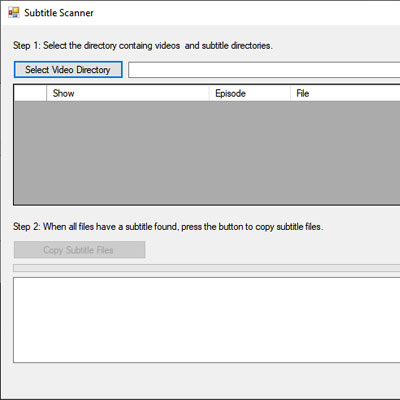 Subtitle Scanner
Step 1: Select the directory containg videos  and subtitle directories.
Select Video Directory
Show Episode File
Step 2: When all files have a subtitle found, press the button to copy subtitle files.
Copy Subtitle Files